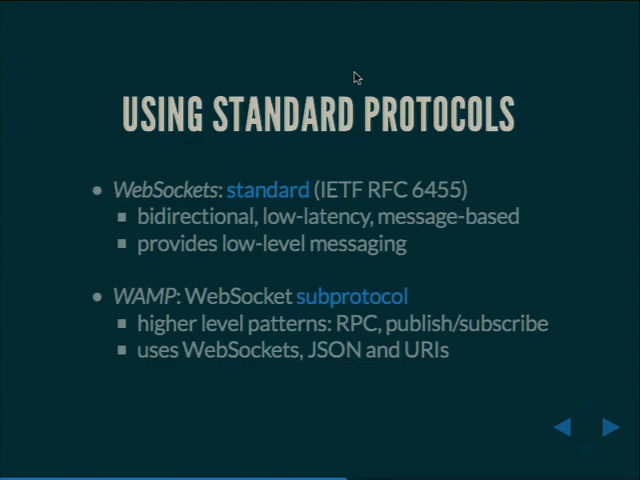 USING STANDARD PROTOCOLS
WebSockets: standard (IETF RFC 6455)
bidirectional, low-latency, message-based
provides low-level messaging
WAMP: WebSocket subprotocol
higher level patterns: RPC, publish/subscribe
uses WebSockets, JSON and URIs